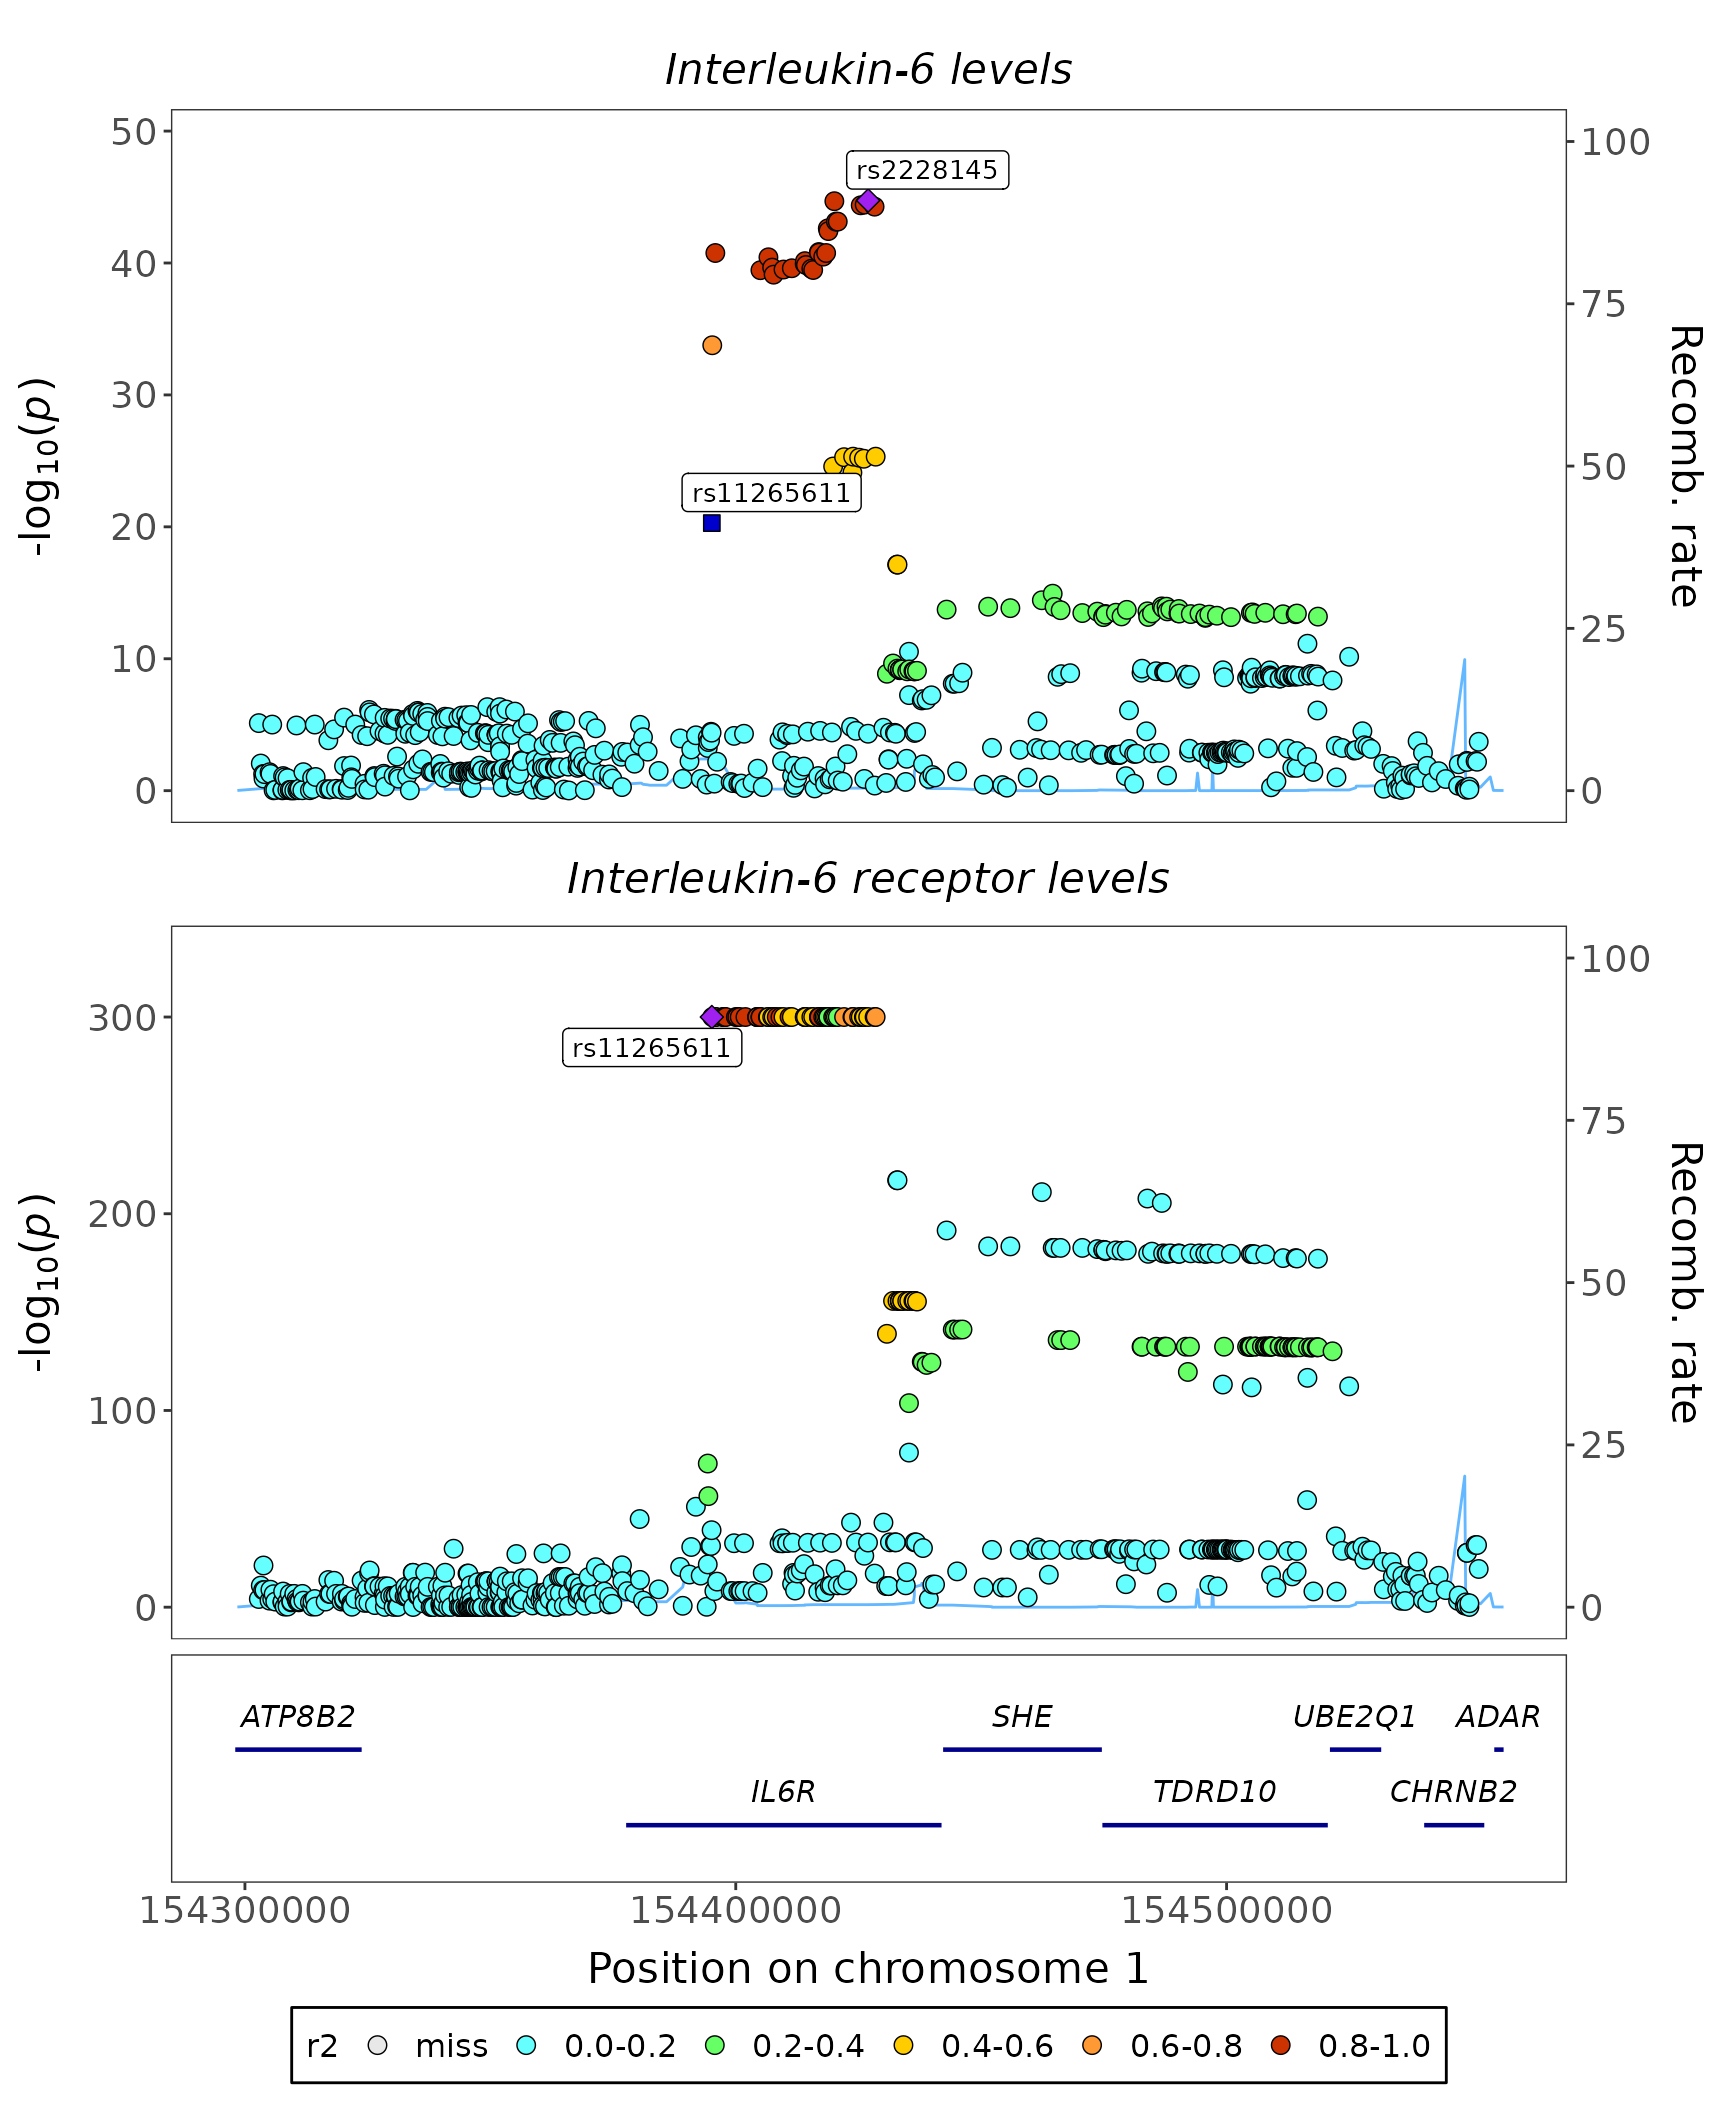 Interleukin-6 levels
50
40
30
20
10
0
-log10(p)
100
75
50
25
0
Recomb. rate
rs2228145
rs11265611
Interleukin-6 receptor levels
300
200
100
0
-log10(p)
100
75
50
25
0
Recomb. rate
rs11265611
ATP8B2 SHE UBE2Q1 ADAR
IL6R TDRD10 CHRNB2
154300000 154400000 154500000
Position on chromosome 1
r2 miss 0.0-0.2 0.2-0.4 0.4-0.6 0.6-0.8 0.8-1.0